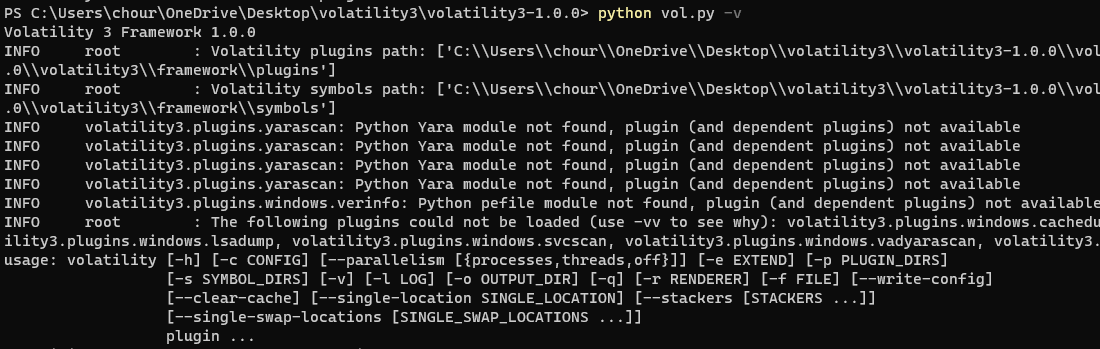 PS C:\Users\chour\OneDrive\Desktop\volatility3\volatility3-1.0.0> python vol.py -v
Volatility 3 Framework 1.0.0
INFO     root        : Volatility plugins path: ['C:\\Users\\chour\\OneDrive\\Desktop\\volatility3\\volatility3-1.0.0\\vol
.0\\volatility3\\framework\\plugins']
INFO     root        : Volatility symbols path: ['C:\\Users\\chour\\OneDrive\\Desktop\\volatility3\\volatility3-1.0.0\\vol
.0\\volatility3\\framework\\symbols']
INFO     volatility3.plugins.yarascan: Python Yara module not found, plugin (and dependent plugins) not available
INFO     volatility3.plugins.yarascan: Python Yara module not found, plugin (and dependent plugins) not available
INFO     volatility3.plugins.yarascan: Python Yara module not found, plugin (and dependent plugins) not available
INFO     volatility3.plugins.yarascan: Python Yara module not found, plugin (and dependent plugins) not available
INFO     volatility3.plugins.windows.verinfo: Python pefile module not found, plugin (and dependent plugins) not available
INFO     root        : The following plugins could not be loaded (use -vv to see why): volatility3.plugins.windows.cachedu
ility3.plugins.windows.lsadump, volatility3.plugins.windows.svcscan, volatility3.plugins.windows.vadyarascan, volatility3.
usage: volatility [-h] [-c CONFIG] [--parallelism [{processes,threads,off}]] [-e EXTEND] [-p PLUGIN_DIRS]
                  [-s SYMBOL_DIRS] [-v] [-l LOG] [-o OUTPUT_DIR] [-q] [-r RENDERER] [-f FILE] [--write-config]
                  [--clear-cache] [--single-location SINGLE_LOCATION] [--stackers [STACKERS ...]]
                  [--single-swap-locations [SINGLE_SWAP_LOCATIONS ...]]
                  plugin ...